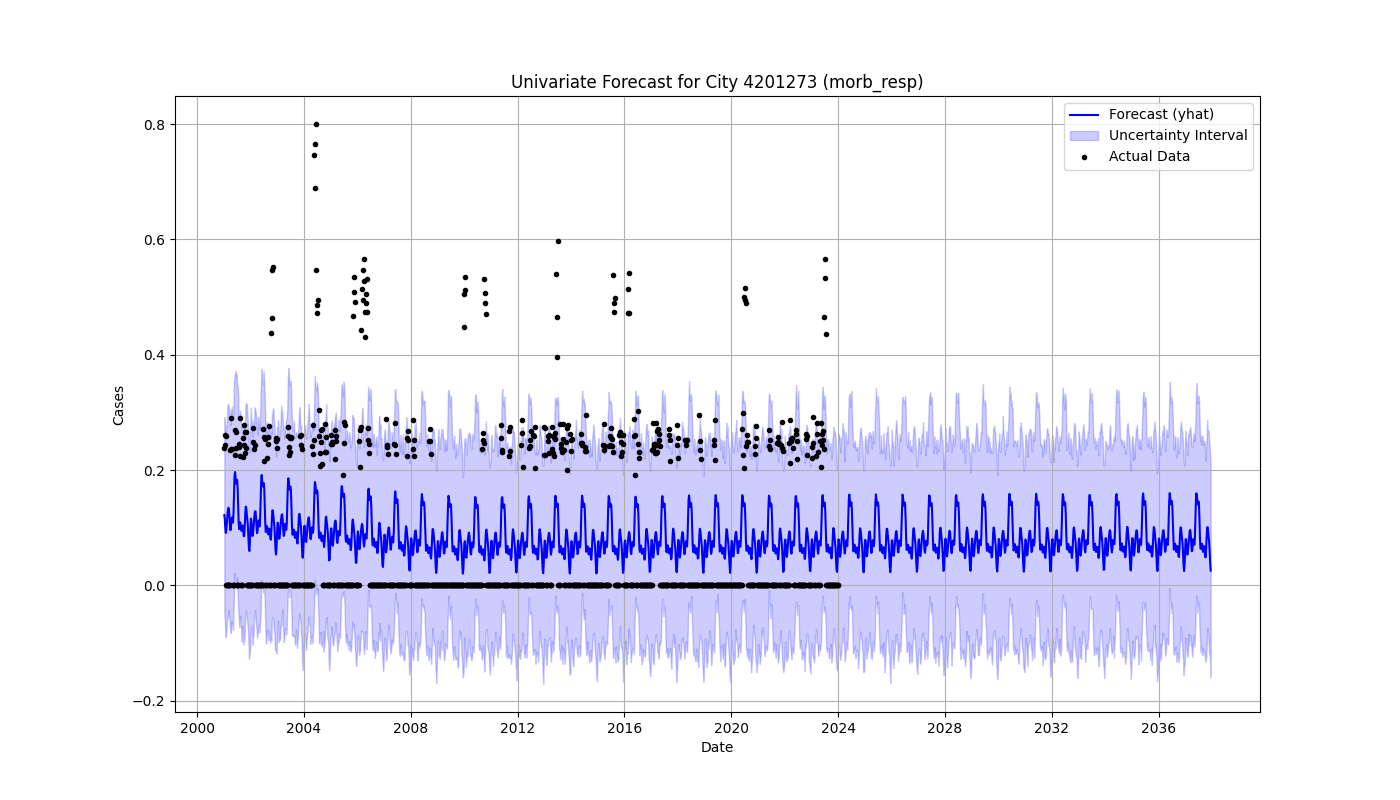 Univariate Forecast for City 4201273 (morb_resp)
Forecast (yhat)
Uncertainty Interval
Actual Data
Cases
0.8
0.6
0.4
0.2
0.0
−0.2
2000 2004 2008 2012 2016 2020 2024 2028 2032 2036
Date